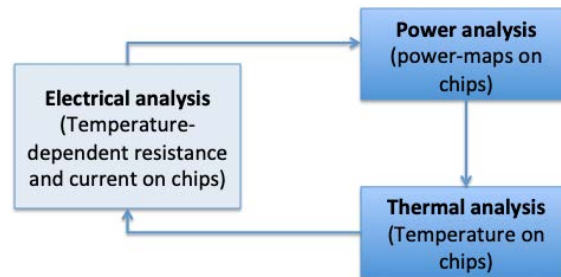 Power analysis
(power-maps on
chips)
Electrical analysis
(Temperature-
dependent resistance
and current on chips)
Thermal analysis
(Temperature on
chips)